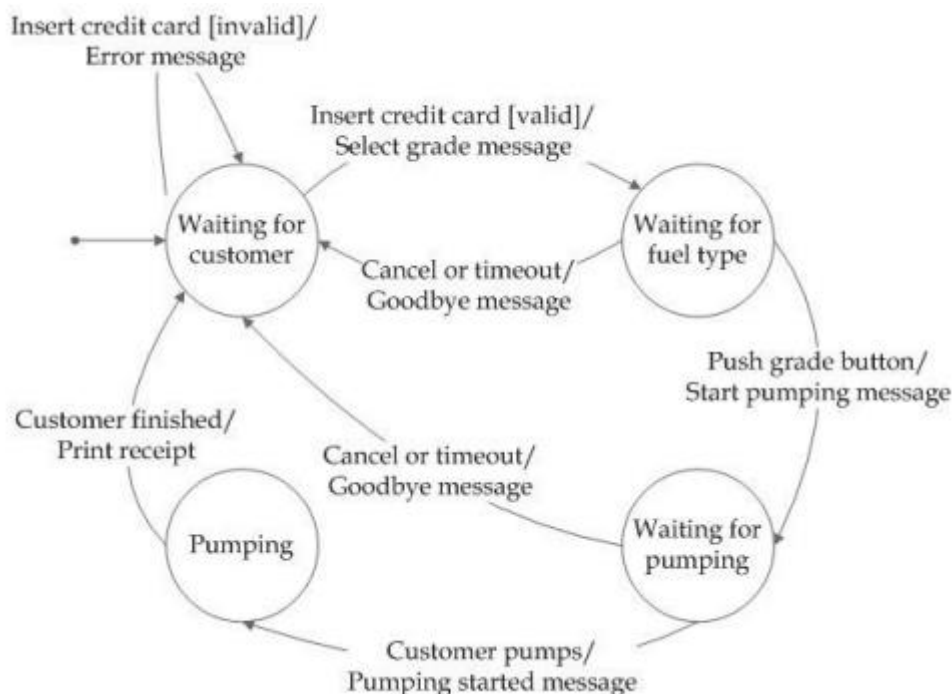 Insert credit card [invalid]/
Error message
Insert credit card [valid]/
Select grade message
Waiting for
customer
Waiting for
fuel type
Cancel or timeout/
Goodbye message
Push grade button/
Start pumping message
Customer finished/
Print receipt
Cancel or timeout/
Goodbye message
Pumping
Waiting for
pumping
Customer pumps/
Pumping started message